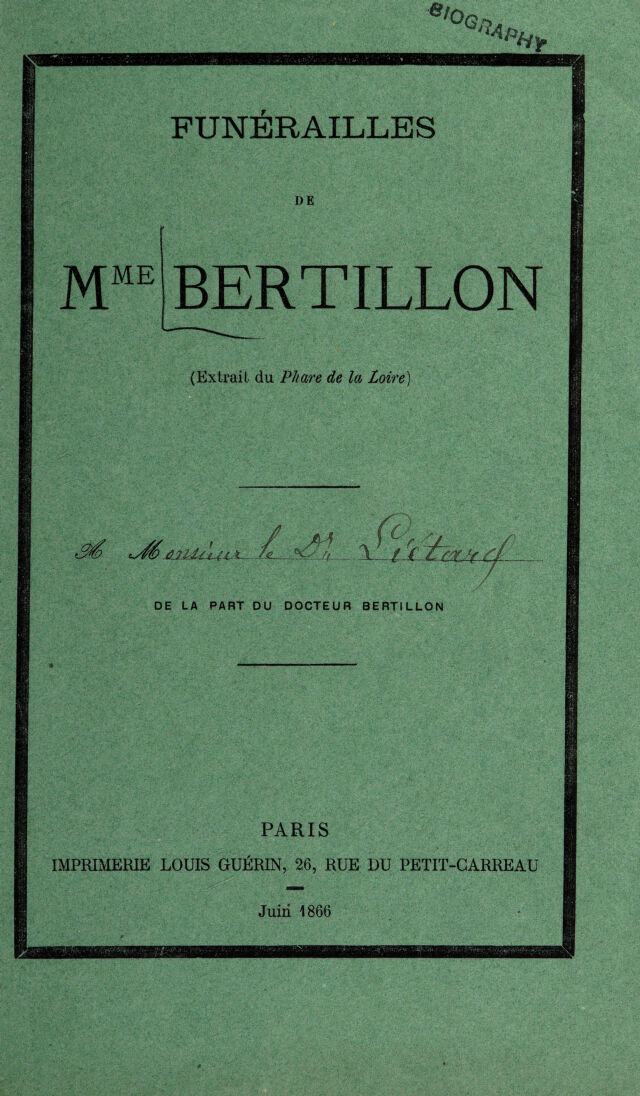 BIOGRAPHY
FUNÉRAILLES
DE
MME BERTILLON
(Extrait du Phare de la Loire)
A Monsieur le Dr Liétard
DE LA PART DU DOCTEUR BERTILLON
PARIS
IMPRIMERIE LOUIS GUÉRIN, 26, RUE DU PETIT-CARREAU
Juin 1866